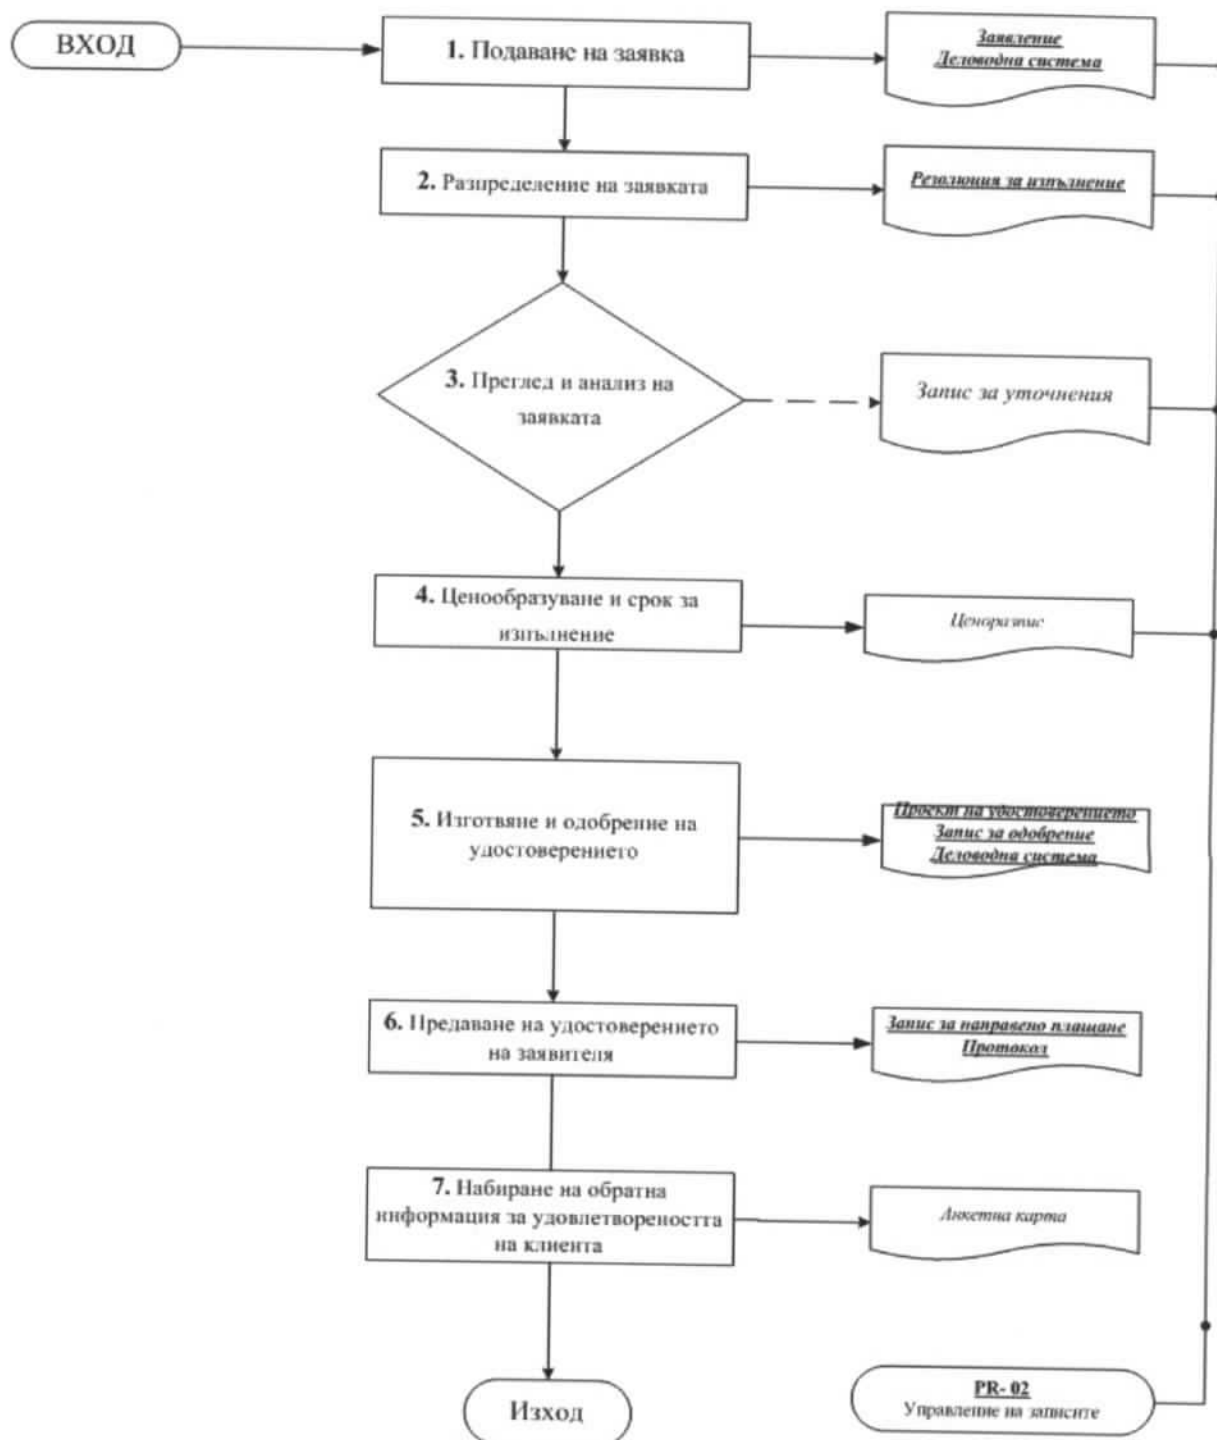 ВХОД
1. Подаване на заявка
Заявление
Деловодна система
2. Разпределение на заявката
Резолюция за изпълнение
3. Преглед и анализ на
заявката
Запис за уточнения
4. Ценообразуване и срок за
изпълнение
Ценоразпис
5. Изготвяне и одобрение на
удостоверението
Проект на удостоверението
Запис за одобрение
Деловодна система
6. Предаване на удостоверението
на заявителя
Запис за направено плащане
Протокол
7. Набиране на обратна
информация за удовлетвореността
на клиента
Анкетна карта
Изход
PR- 02
Управление на записите